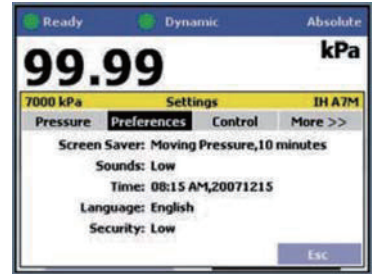 Ready Dynamic Absolute
99.99 kPa
7000 kPa Settings IH A7M
Pressure Preferences Control More >>
Screen Saver: Moving Pressure,10 minutes
Sounds: Low
Time: 08:15 AM,20071215
Language: English
Security: Low
Esc